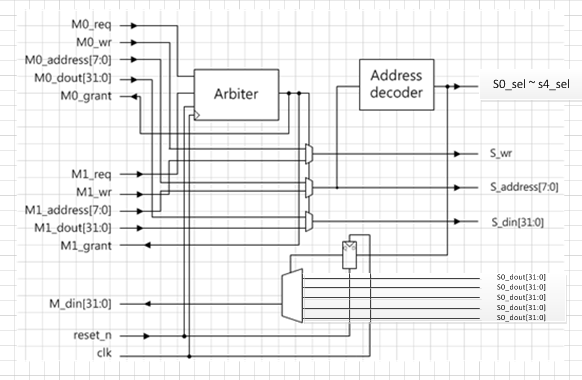 M0_req
M0_wr
M0_address[7:0]
M0_dout[31:0]
M0_grant
Arbiter
Address
decoder
S0_sel ~ s4_sel
S_wr
S_address[7:0]
S_din[31:0]
M1_req
M1_wr
M1_address[7:0]
M1_dout[31:0]
M1_grant
S0_dout[31:0]
S0_dout[31:0]
S0_dout[31:0]
S0_dout[31:0]
S0_dout[31:0]
M_din[31:0]
reset_n
clk